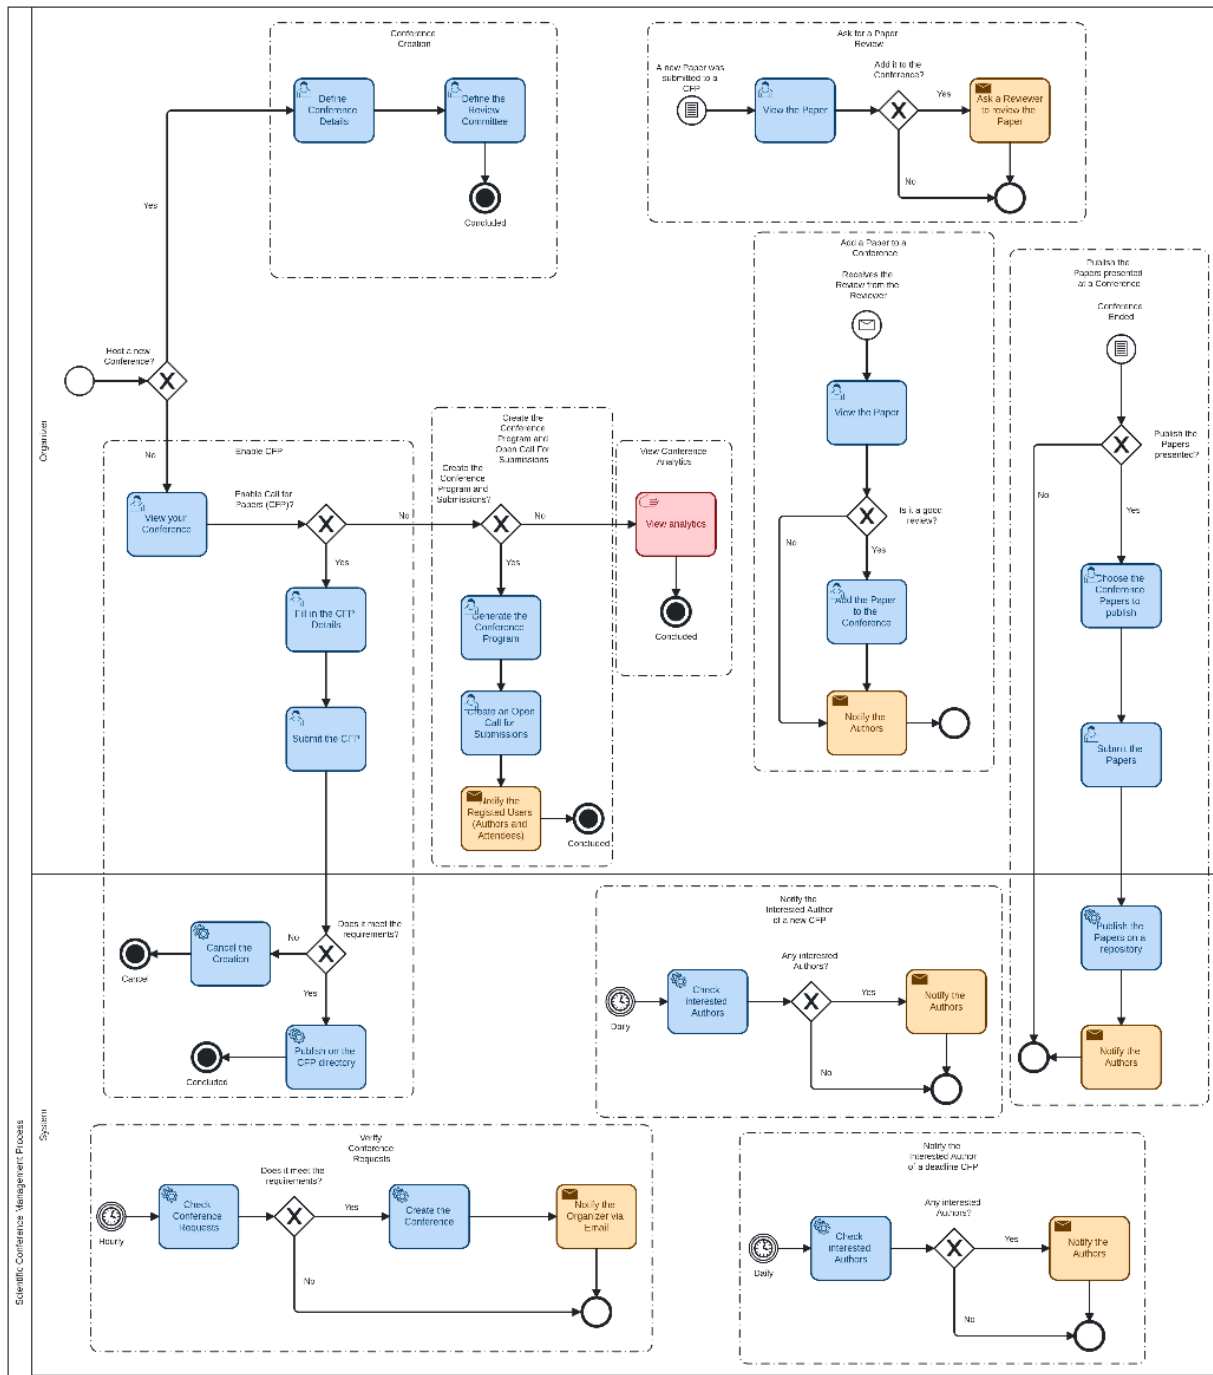 Scientific Conference Management Process
Organizer
System
Conference
Creation
Define
Conference
Details
Define the
Review
Committee
Concluded
Yes
Host a new
Conference?
No
Ask for a Paper
Review
A new Paper was
submitted to a
CFP
View the Paper
Add it to the
Conference?
Yes
Ask a Reviewer
to review the
Paper
No
Add a Paper to a
Conference
Receives the
Review from the
Reviewer
View the Paper
Is it a good
review?
No
Yes
Add the Paper
to the
Conference
Notify the
Authors
Publish the
Papers presented
at a Conference
Conference
Ended
Publish the
Papers
presented?
No
Yes
Choose the
Conference
Papers to
publish
Submit the
Papers
Publish the
Papers on a
repository
Notify the
Authors
Enable CFP
View your
Conference
Enable Call for
Papers (CFP)?
No
Yes
Fill in the CFP
Details
Submit the CFP
Does it meet the
requirements?
No
Cancel the
Creation
Cancel
Yes
Publish on the
CFP directory
Concluded
Create the
Conference
Program and
Open Call For
Submissions
Create the
Conference
Program and
Submissions?
No
Yes
Generate the
Conference
Program
Create an Open
Call for
Submissions
Notify the
Registed Users
(Authors and
Attendees)
Concluded
View Conference
Analytics
View analytics
Concluded
Notify the
Interested Author
of a new CFP
Daily
Check
Interested
Authors
Any interested
Authors?
Yes
Notify the
Authors
No
Verify
Conference
Requests
Hourly
Check
Conference
Requests
Does it meet the
requirements?
Yes
Create the
Conference
Notify the
Organizer via
Email
No
Notify the
Interested Author
of a deadline CFP
Daily
Check
interested
Authors
Any interested
Authors?
Yes
Notify the
Authors
No